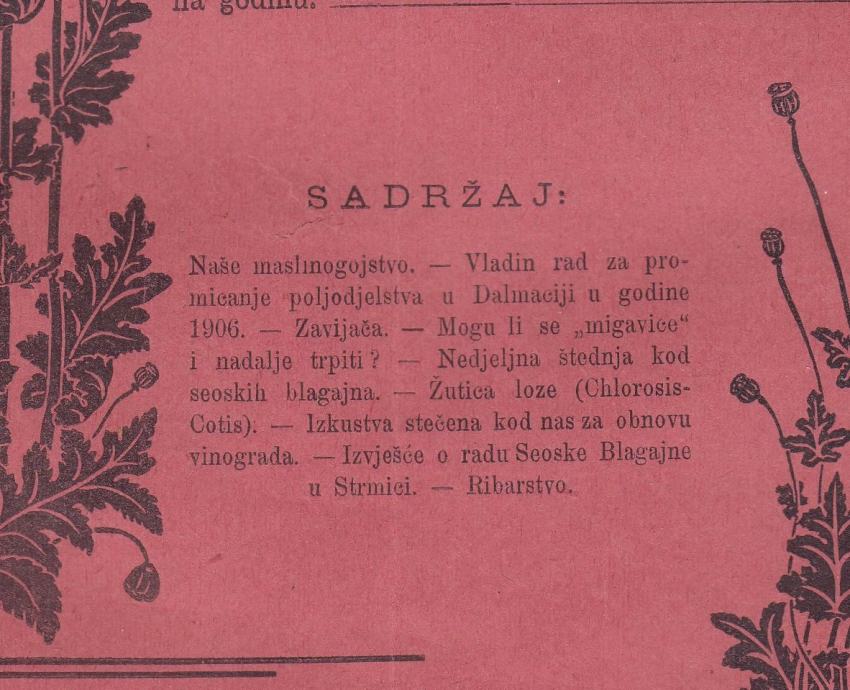 na godinu.
SADRŽAJ:
Naše maslinogojstvo. — Vladin rad za pro-
micanje poljodjelstva u Dalmaciji u godine
1906. — Zavijača. — Mogu li se „migavice“
i nadalje trpiti? — Nedjeljna štednja kod
seoskih blagajna. — Žutica loze (Chlorosis-
Cotis). — Izkustva stečena kod nas za obnovu
vinograda. — Izvješće o radu Seoske Blagajne
u Strmici. — Ribarstvo.